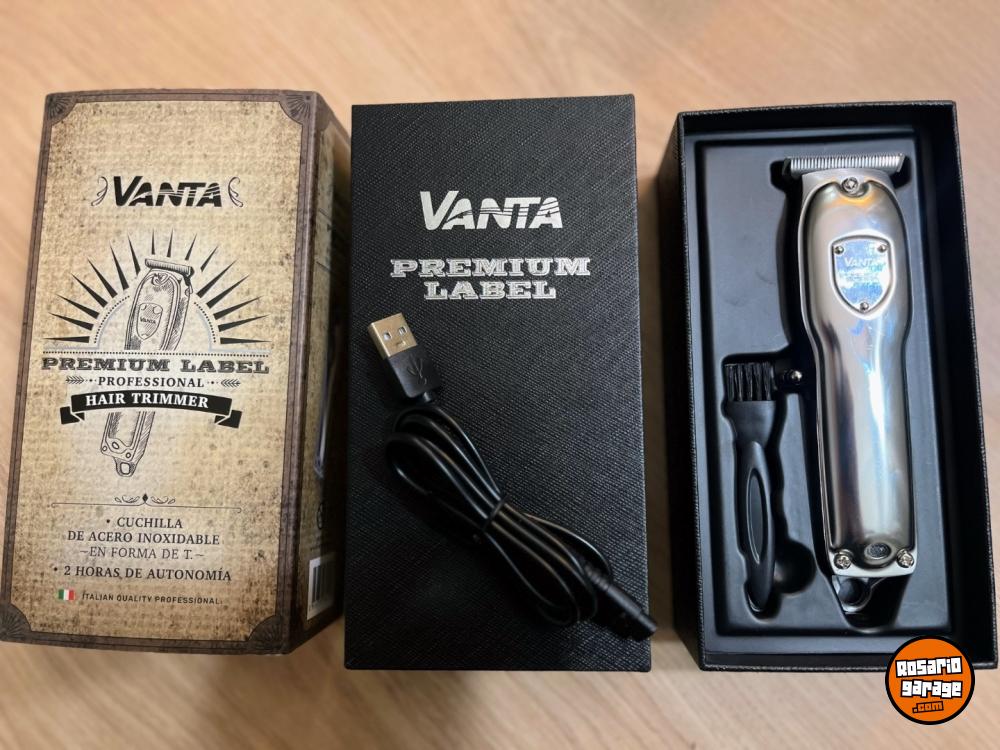 VANTA
VANTA
PREMIUM LABEL
PROFESSIONAL
HAIR TRIMMER
• CUCHILLA
DE ACERO INOXIDABLE
~EN FORMA DE T.~
• 2 HORAS DE AUTONOMÍA
ITALIAN QUALITY PROFESSIONAL.
VANTA
PREMIUM
LABEL
VANTA
Rosario
garage
.com